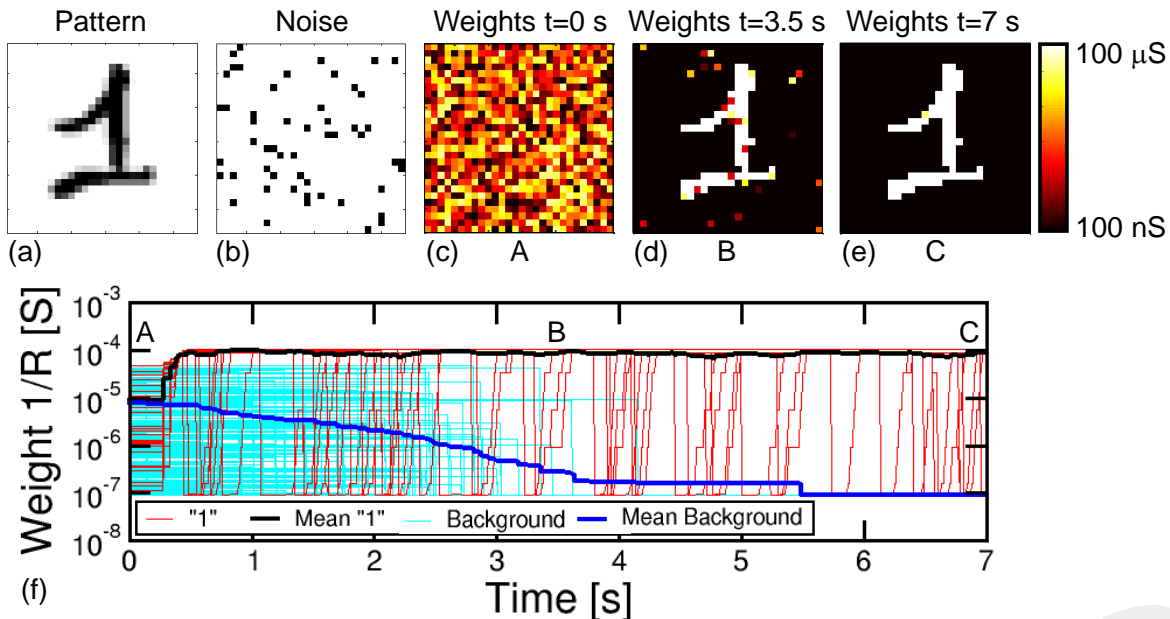 Pattern Noise Weights t=0 s Weights t=3.5 s Weights t=7 s
100 µS
100 nS
(a) (b) (c) A (d) B (e) C
10^-3
A B C
10^-4
10^-5
10^-6
10^-7
"1" Mean "1" Background Mean Background
10^-8
Weight 1/R [S]
0 1 2 3 4 5 6 7
(f) Time [s]